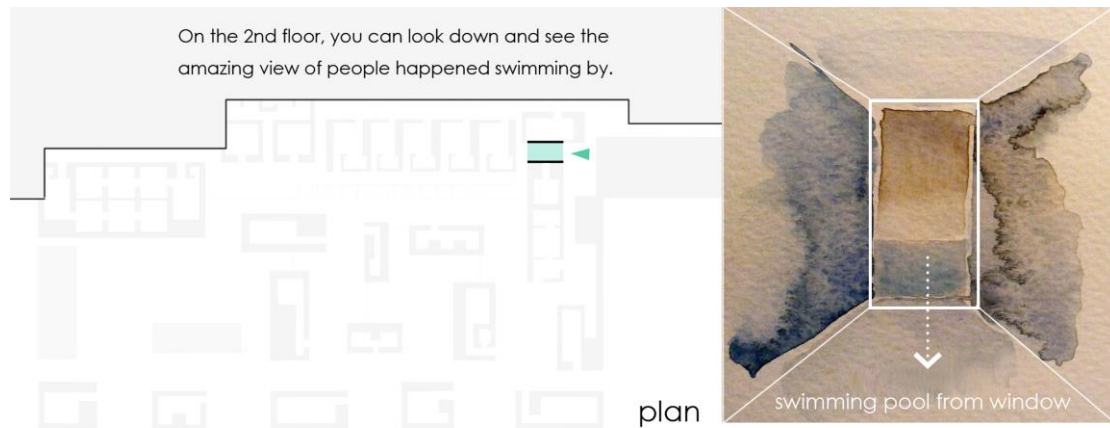 On the 2nd floor, you can look down and see the
amazing view of people happened swimming by.
plan
swimming pool from window